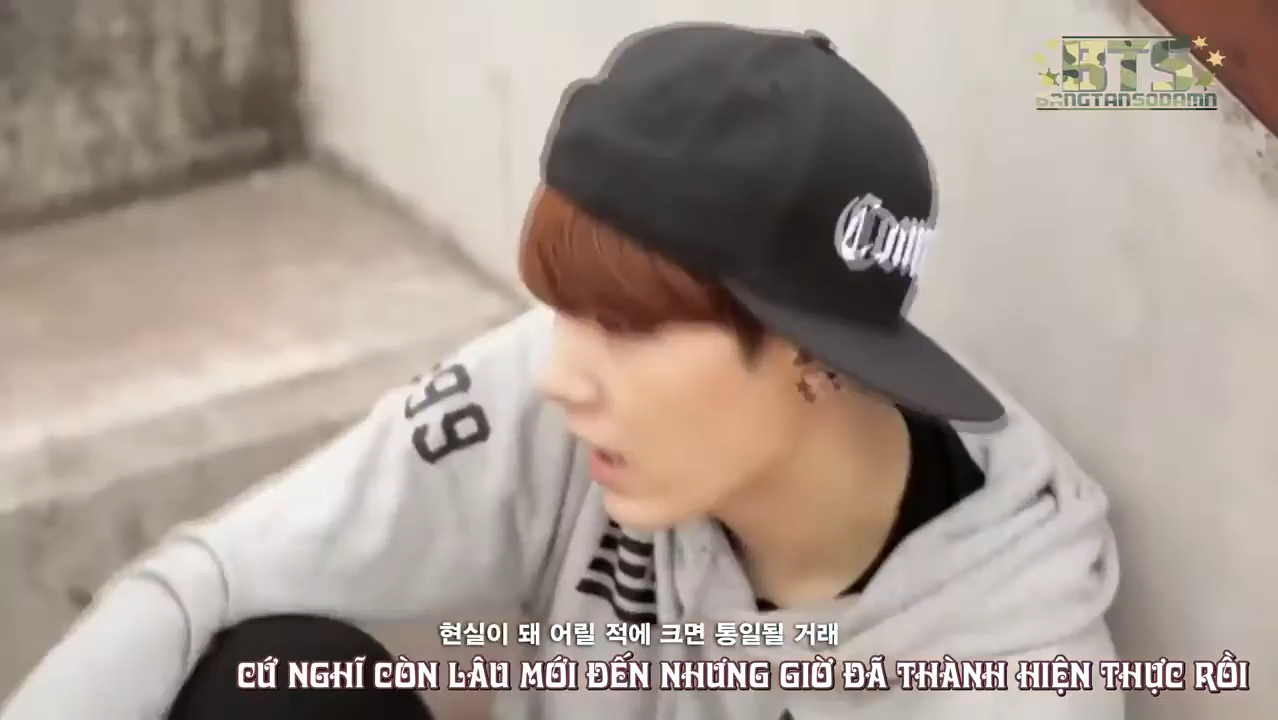 BTS
BANGTANSODAMN
Com
99
현실이 돼 어릴 적에 크면 통일될 거래
CỨ NGHĨ CÒN LÂU MỚI ĐẾN NHƯNG GIỜ ĐÃ THÀNH HIỆN THỰC RỒI